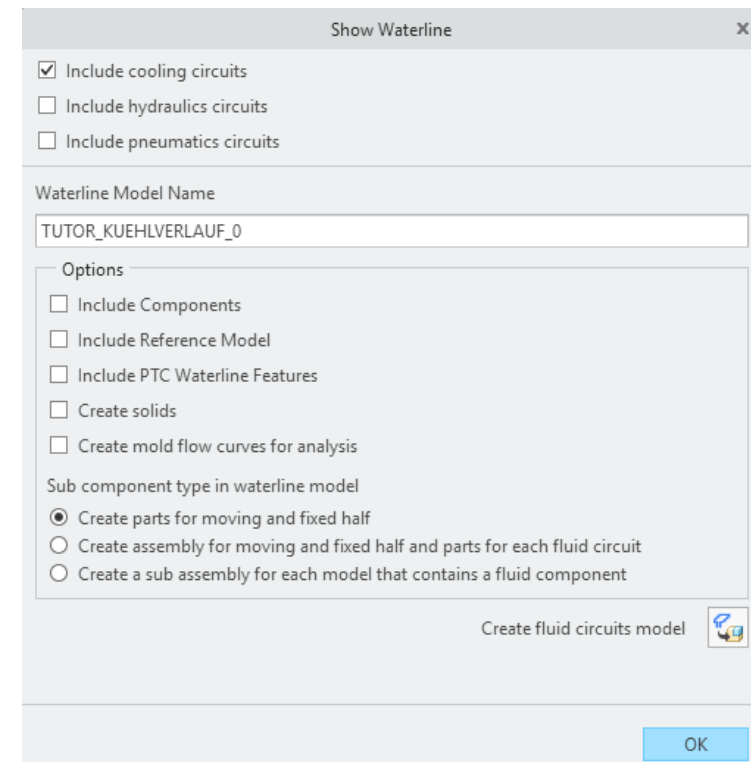 Show Waterline
Include cooling circuits
Include hydraulics circuits
Include pneumatics circuits
Waterline Model Name
TUTOR_KUEHLVERLAUF_0
Options
Include Components
Include Reference Model
Include PTC Waterline Features
Create solids
Create mold flow curves for analysis
Sub component type in waterline model
Create parts for moving and fixed half
Create assembly for moving and fixed half and parts for each fluid circuit
Create a sub assembly for each model that contains a fluid component
Create fluid circuits model
OK